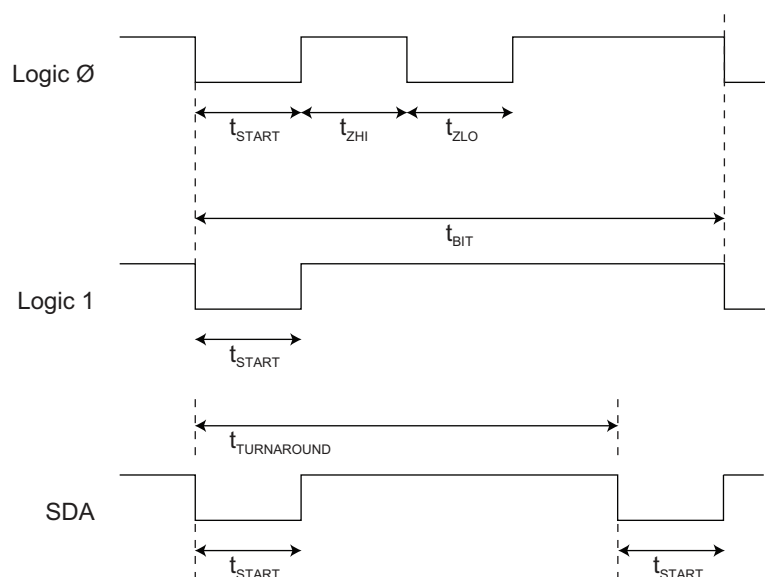 Logic Ø
tSTART tZHI tZLO
tBIT
Logic 1
tSTART
tTURNAROUND
SDA
tSTART tSTART